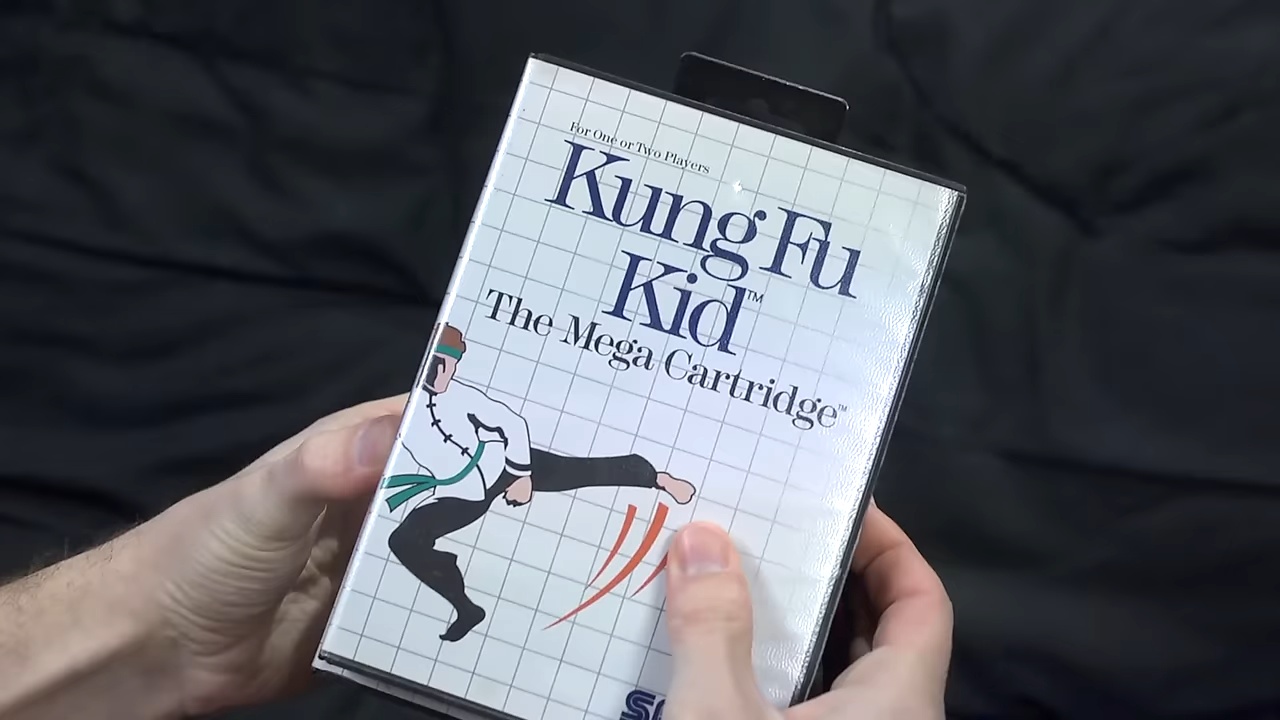 For One or Two Players
Kung Fu
Kid™
The Mega Cartridge™